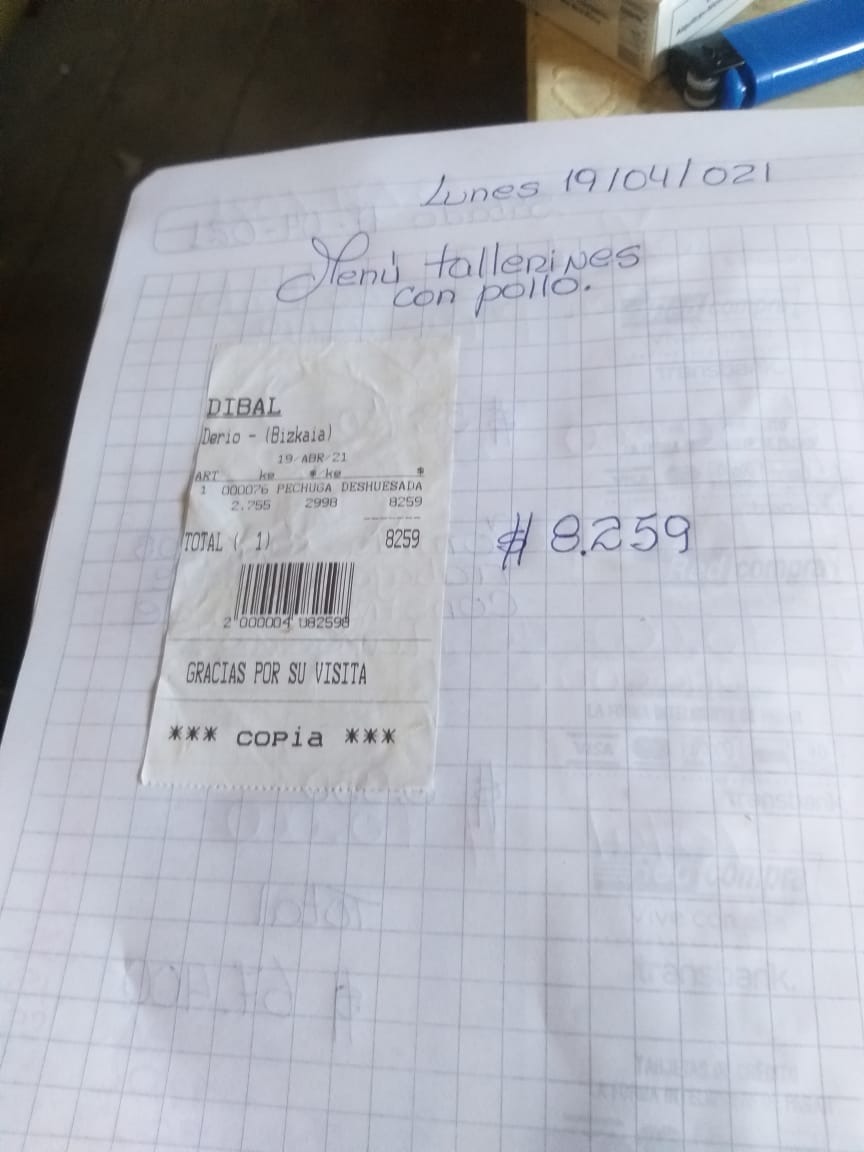 Lunes 19/04/021
Menú tallerines
con pollo.
DIBAL
Derio - (Bizkaia)
19/ABR/21
ART kg $/kg $
1 000076 PECHUGA DESHUESADA
2.755 2998 8259
--------
TOTAL ( 1) 8259
$ 8.259
2 000004 082598
GRACIAS POR SU VISITA
*** copia ***